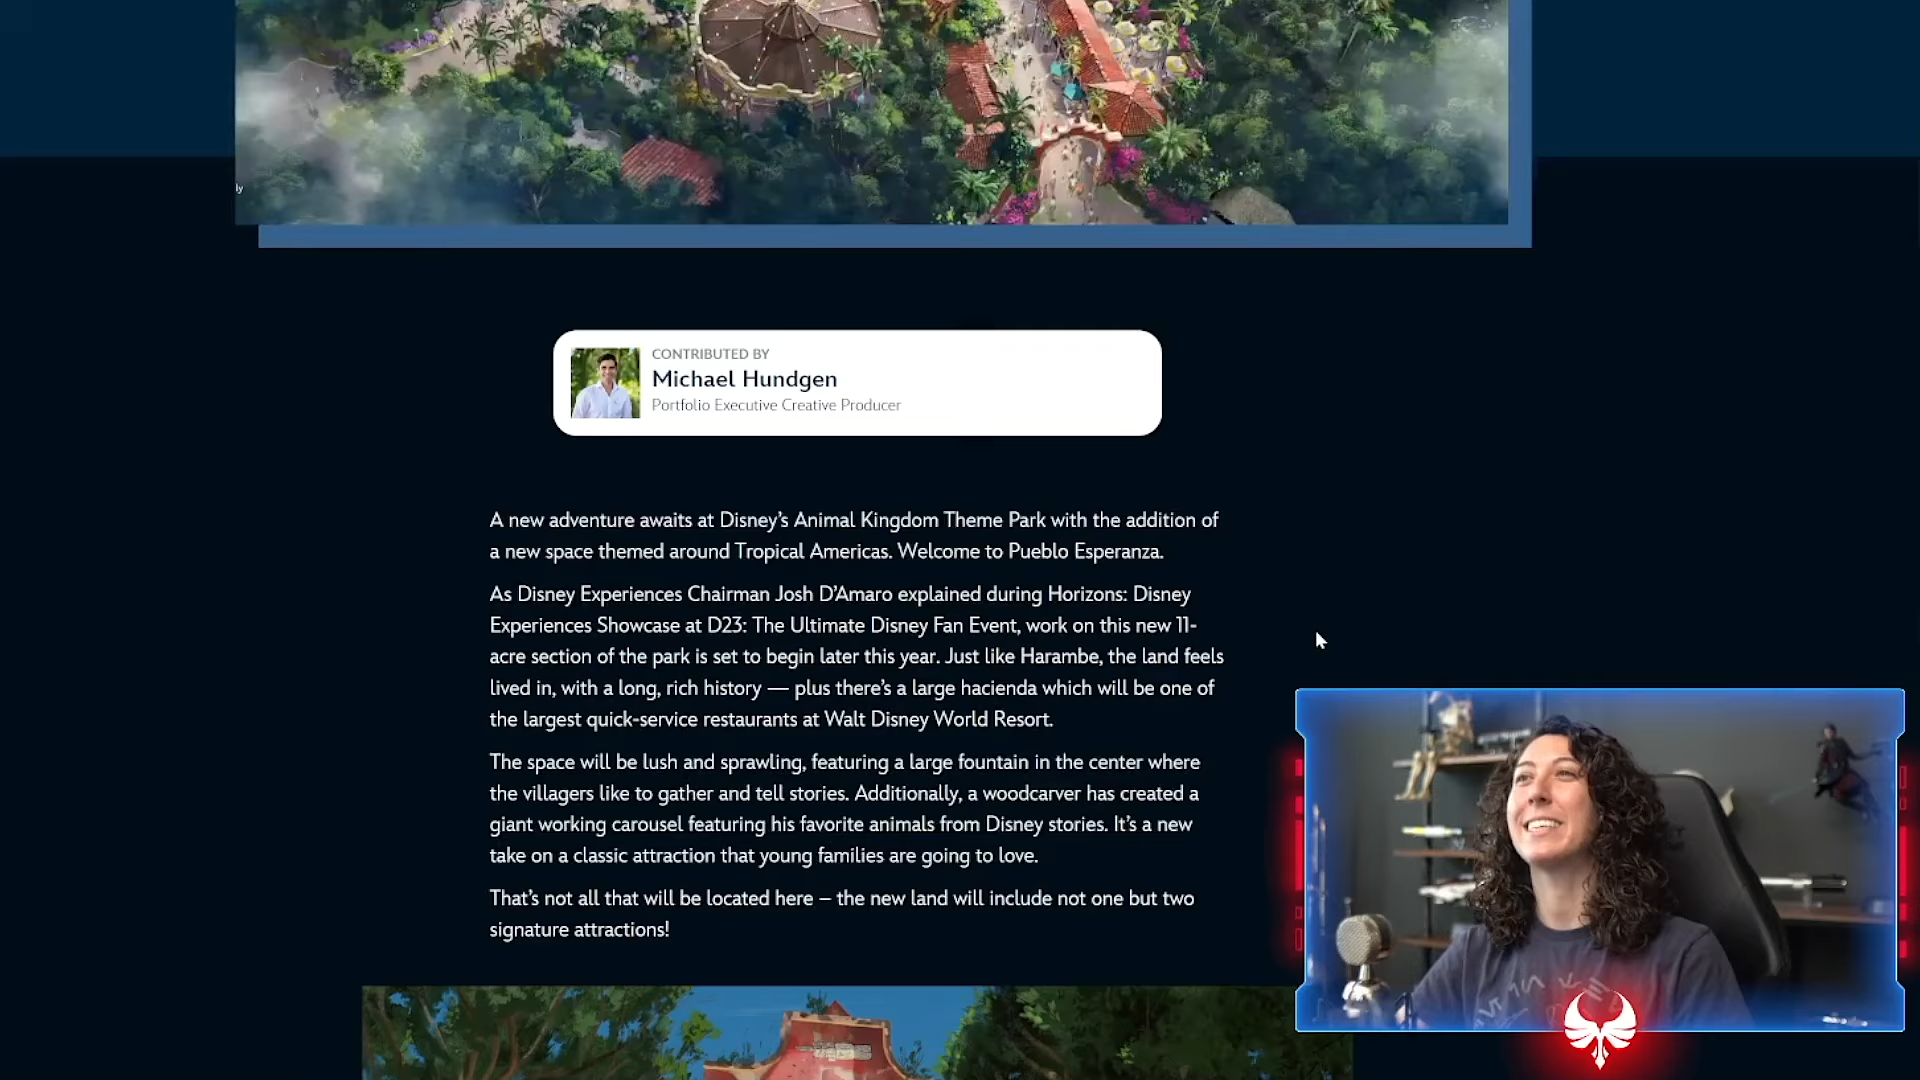 ly
CONTRIBUTED BY
Michael Hundgen
Portfolio Executive Creative Producer
A new adventure awaits at Disney’s Animal Kingdom Theme Park with the addition of
a new space themed around Tropical Americas. Welcome to Pueblo Esperanza.
As Disney Experiences Chairman Josh D’Amaro explained during Horizons: Disney
Experiences Showcase at D23: The Ultimate Disney Fan Event, work on this new 11-
acre section of the park is set to begin later this year. Just like Harambe, the land feels
lived in, with a long, rich history — plus there’s a large hacienda which will be one of
the largest quick-service restaurants at Walt Disney World Resort.
The space will be lush and sprawling, featuring a large fountain in the center where
the villagers like to gather and tell stories. Additionally, a woodcarver has created a
giant working carousel featuring his favorite animals from Disney stories. It’s a new
take on a classic attraction that young families are going to love.
That’s not all that will be located here – the new land will include not one but two
signature attractions!